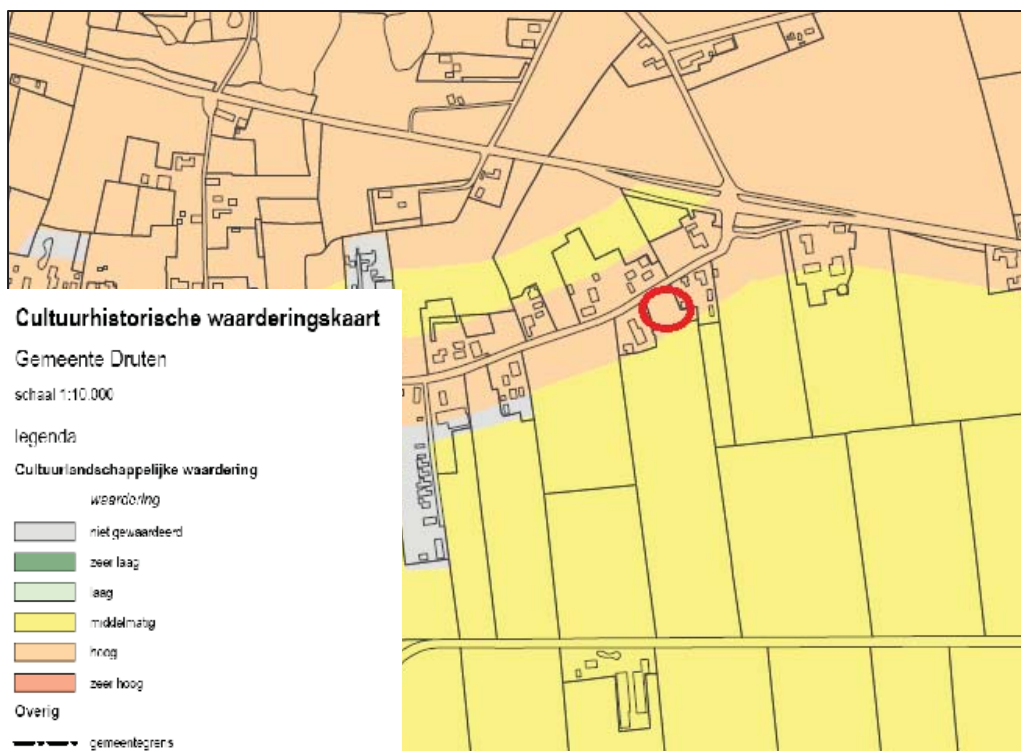 Cultuurhistorische waarderingskaart
Gemeente Druten
schaal 1:10.000
legenda
Cultuurlandschappelijke waardering
waardering
niet gewaardeerd
zeer laag
laag
middelmatig
hoog
zeer hoog
Overig
gemeentegrens